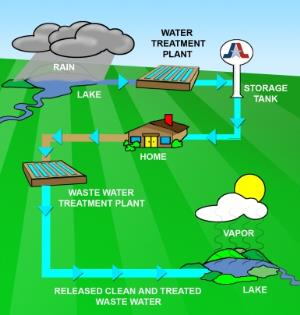 WATER
TREATMENT
PLANT
RAIN
LAKE
STORAGE
TANK
HOME
WASTE WATER
TREATMENT PLANT
VAPOR
LAKE
RELEASED CLEAN AND TREATED
WASTE WATER